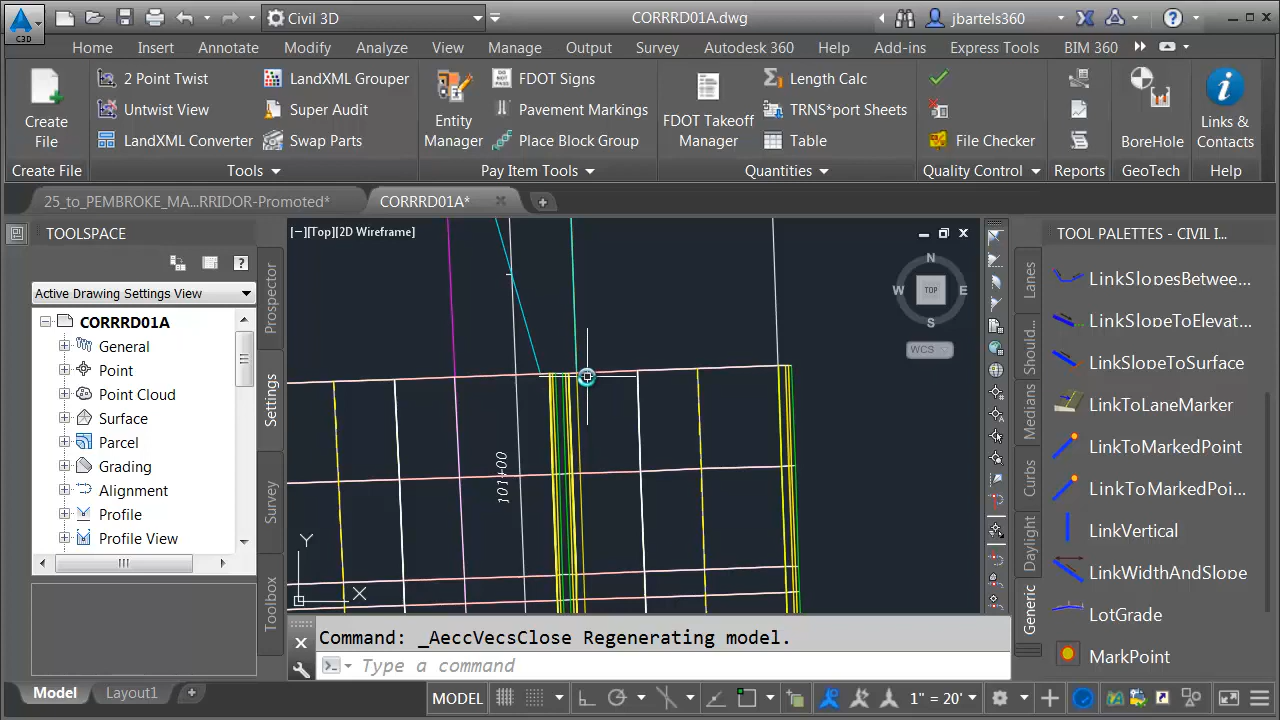 C3D
Civil 3D
CORRRD01A.dwg
jbartels360
Home Insert Annotate Modify Analyze View Manage Output Survey Autodesk 360 Help Add-ins Express Tools BIM 360
Create File
2 Point Twist
Untwist View
LandXML Converter
LandXML Grouper
Super Audit
Swap Parts
Entity Manager
FDOT Signs
Pavement Markings
Place Block Group
FDOT Takeoff Manager
Length Calc
TRNS*port Sheets
Table
File Checker
BoreHole
Links & Contacts
Create File Tools Pay Item Tools Quantities Quality Control Reports GeoTech Help
25_to_PEMBROKE_MA...RRIDOR-Promoted*
CORRRD01A*
TOOLSPACE
Active Drawing Settings View
CORRRD01A
General
Point
Point Cloud
Surface
Parcel
Grading
Alignment
Profile
Profile View
Prospector
Settings
Survey
Toolbox
[−][Top][2D Wireframe]
N
W TOP E
S
WCS
101+00
Y
X
TOOL PALETTES - CIVIL I...
Lanes
Should...
Medians
Curbs
Daylight
Generic
LinkSlopesBetwee...
LinkSlopeToElevat...
LinkSlopeToSurface
LinkToLaneMarker
LinkToMarkedPoint
LinkToMarkedPoi...
LinkVertical
LinkWidthAndSlope
LotGrade
MarkPoint
Command: _AeccVecsClose Regenerating model.
Type a command
Model Layout1
MODEL
1" = 20'